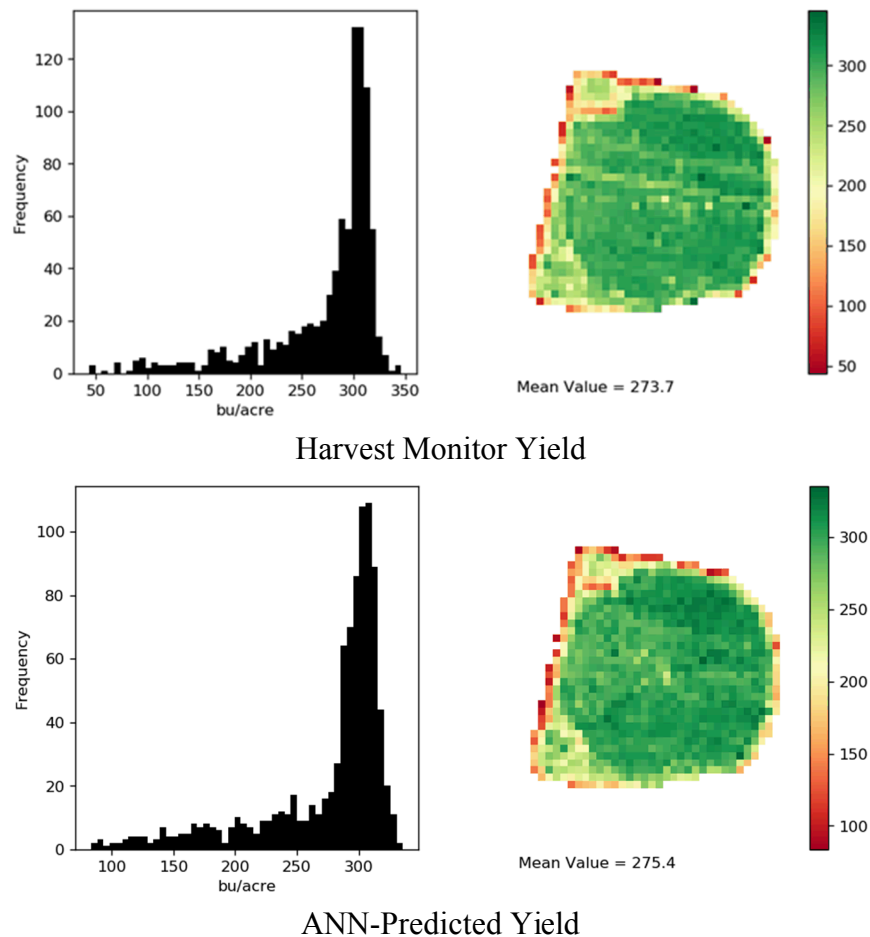 120
100
80
60
40
20
0
Frequency
50 100 150 200 250 300 350
bu/acre
300
250
200
150
100
50
Mean Value = 273.7
Harvest Monitor Yield
100
80
60
40
20
0
Frequency
100 150 200 250 300
bu/acre
300
250
200
150
100
Mean Value = 275.4
ANN-Predicted Yield